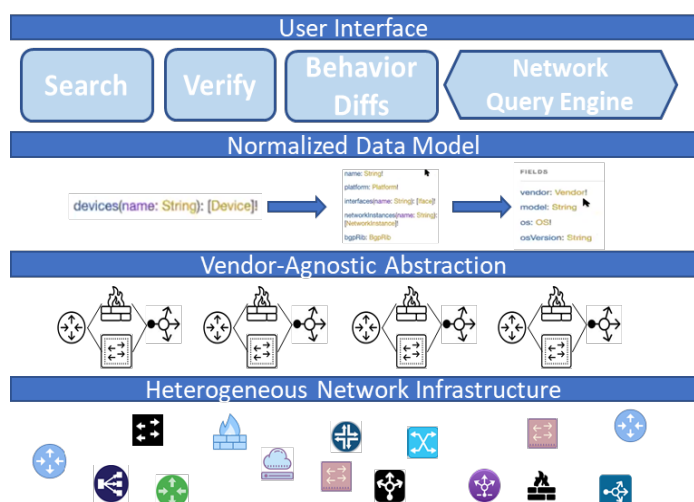 User Interface
Search
Verify
Behavior
Diffs
Network
Query Engine
Normalized Data Model
devices(name: String): [Device]!
name: String!
platform: Platform!
interfaces(name: String): [Iface]!
networkInstances(name: String):
[NetworkInstance]!
bgpRib: BgpRib
FIELDS
vendor: Vendor!
model: String
os: OS!
osVersion: String
Vendor-Agnostic Abstraction
Heterogeneous Network Infrastructure